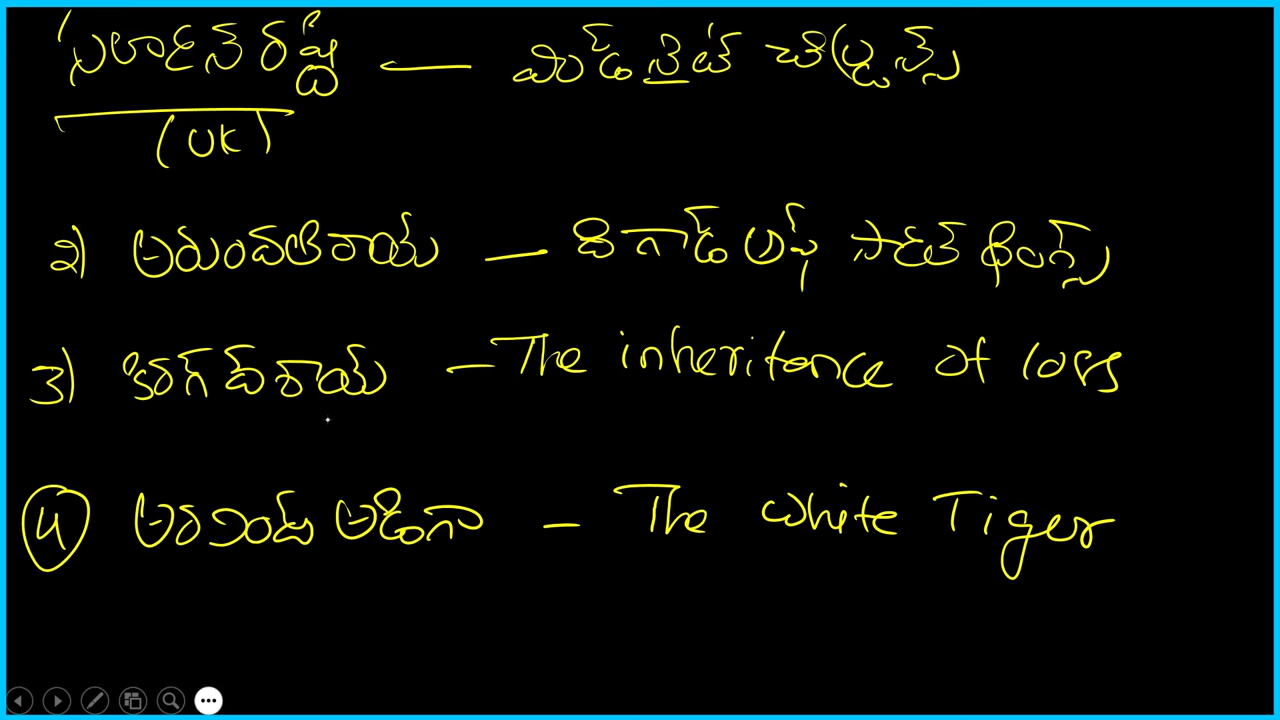 సల్మాన్ రష్దీ — మిడ్ నైట్ చిల్డ్రన్స్
(UK)
2) అరుందతిరాయ్ — ది గాడ్ ఆఫ్ స్మాల్ థింగ్స్
3) కిరణ్ దేశాయ్ - The inheritance of loss
4 అరవింద్ అడిగా - The white Tiger